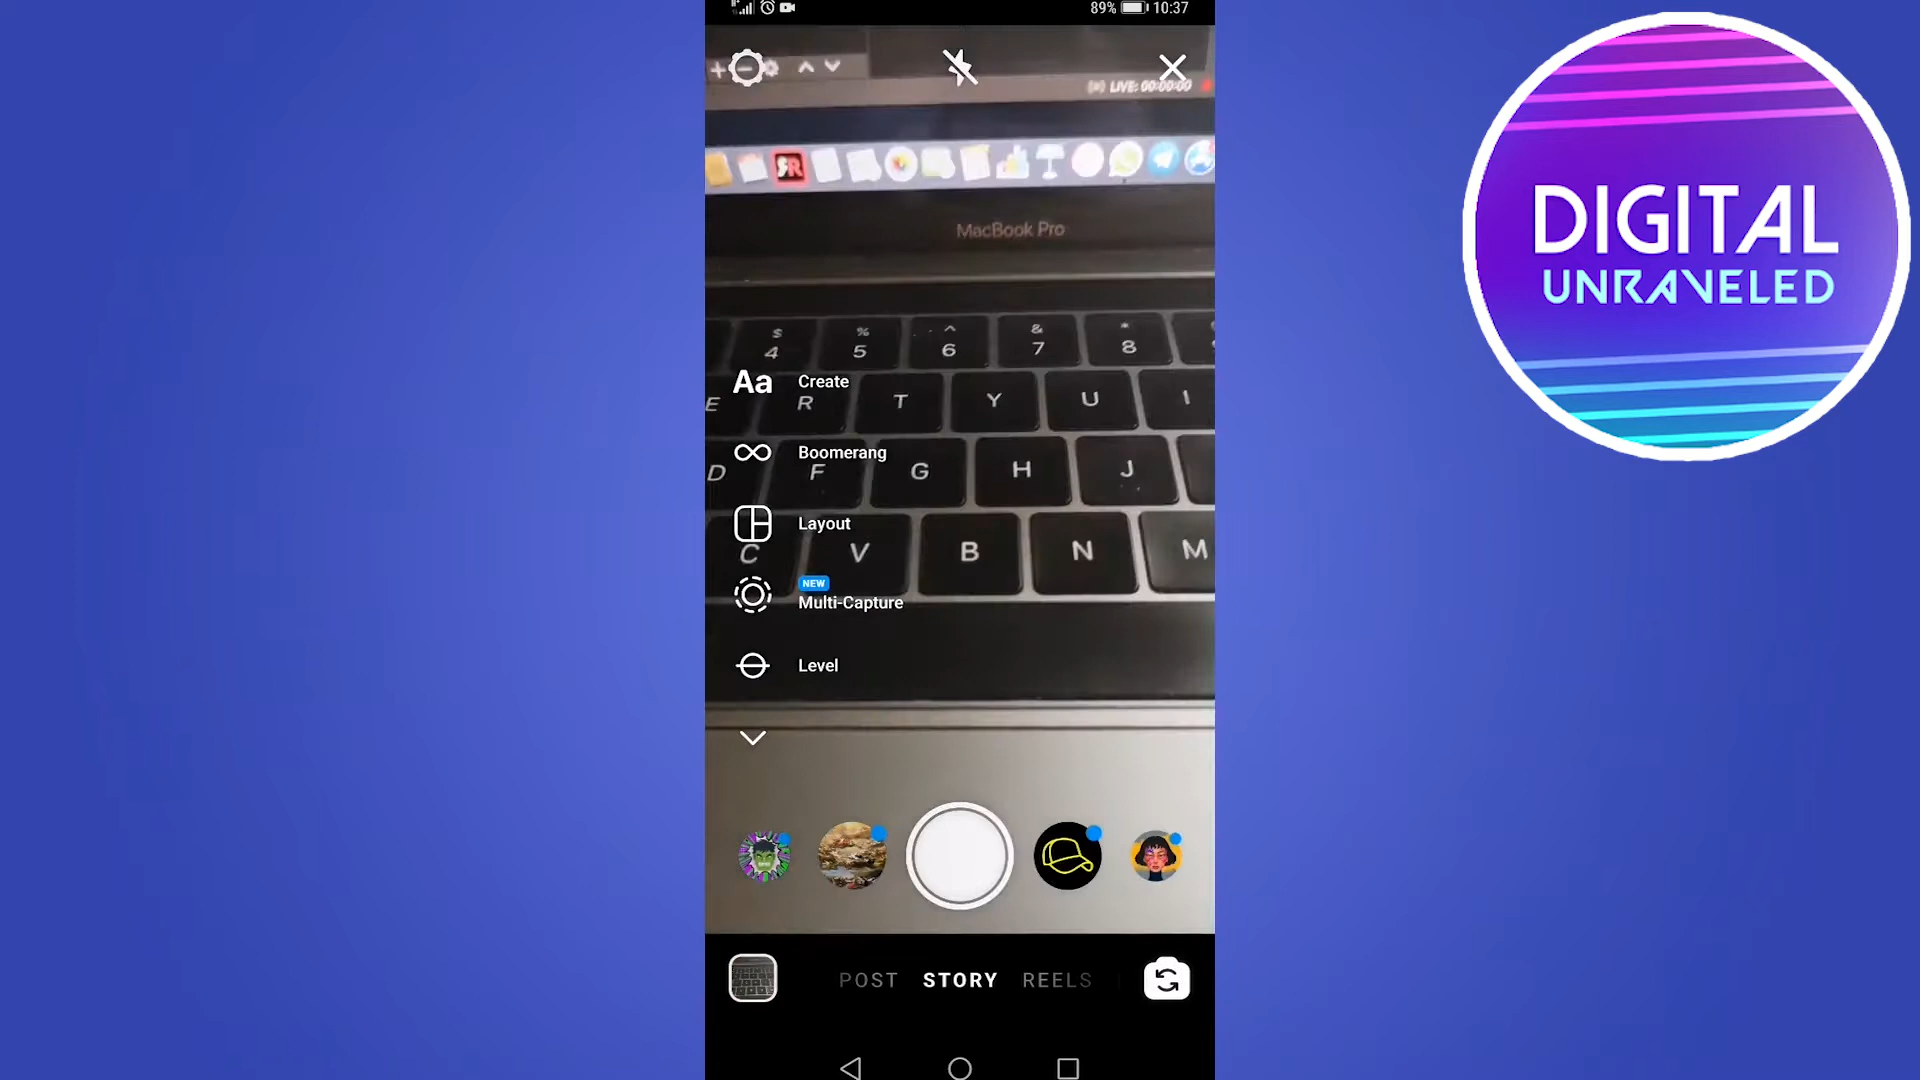 89% 10:37
LIVE: 00:00:00
SR
MacBook Pro
$ % ^ & *
4 5 6 7 8
Aa Create
E R T Y U I
Boomerang
D F G H J
Layout
C V B N M
NEW
Multi-Capture
Level
POST STORY REELS
DIGITAL
UNRAVELED